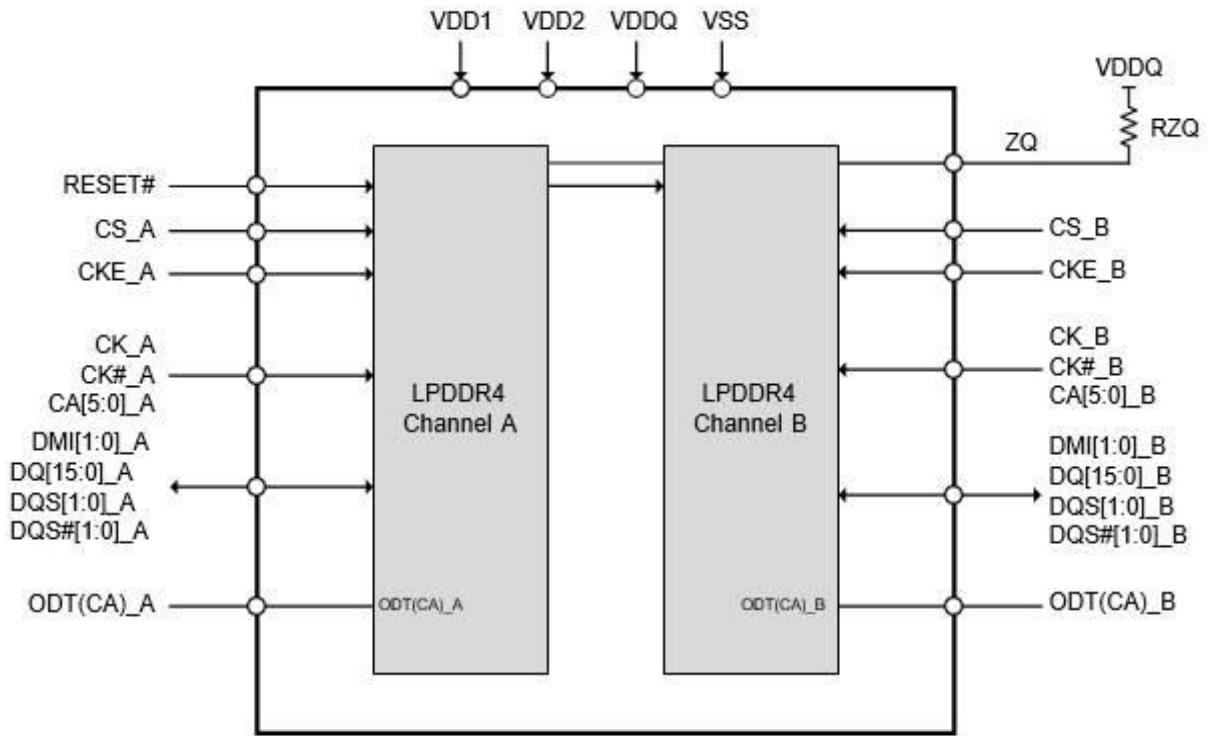 VDD1 VDD2 VDDQ VSS
VDDQ
RZQ
ZQ
RESET#
CS_A
CKE_A
CK_A
CK#_A
CA[5:0]_A
DMI[1:0]_A
DQ[15:0]_A
DQS[1:0]_A
DQS#[1:0]_A
ODT(CA)_A
LPDDR4
Channel A
ODT(CA)_A
LPDDR4
Channel B
ODT(CA)_B
CS_B
CKE_B
CK_B
CK#_B
CA[5:0]_B
DMI[1:0]_B
DQ[15:0]_B
DQS[1:0]_B
DQS#[1:0]_B
ODT(CA)_B